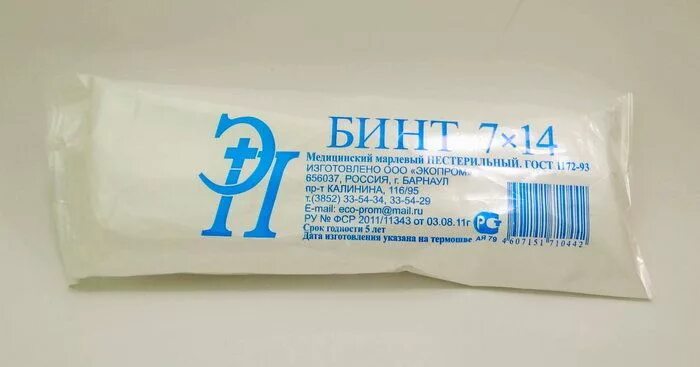 ЭП
БИНТ 7×14
Медицинский марлевый НЕСТЕРИЛЬНЫЙ. ГОСТ 1172-93
ИЗГОТОВЛЕНО ООО «ЭКОПРОМ»
656037, РОССИЯ, г. БАРНАУЛ
пр-т КАЛИНИНА, 116/95
т.(3852) 33-54-34, 33-54-29
E-mail: eco-prom@mail.ru
РУ № ФСР 2011/11343 от 03.08.11г
Срок годности 5 лет
Дата изготовления указана на термошве
РСТ
АЯ 79
4607151710442